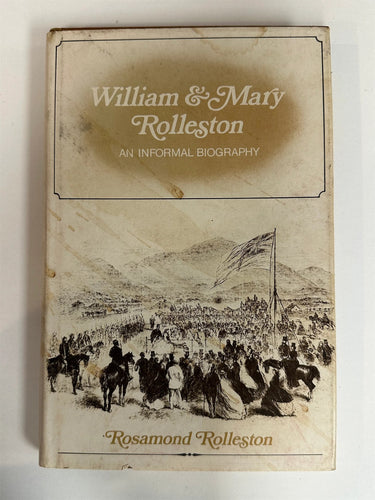 William & Mary
Rolleston
AN INFORMAL BIOGRAPHY
Rosamond Rolleston